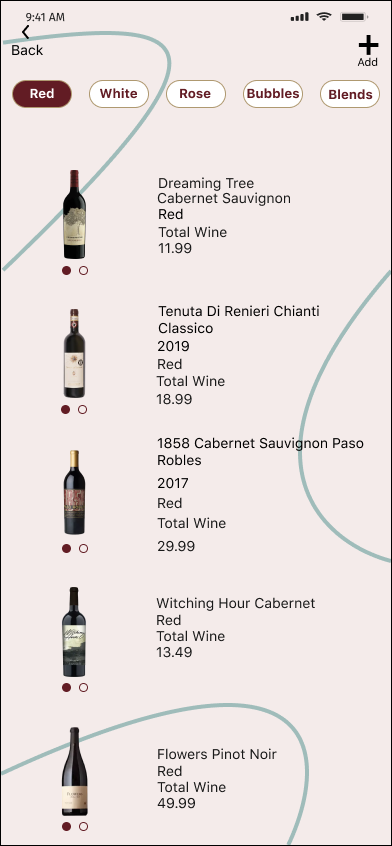 9:41 AM
Back
Add
Red
White
Rose
Bubbles
Blends
Dreaming Tree
Cabernet Sauvignon
Red
Total Wine
11.99
Tenuta Di Renieri Chianti
Classico
2019
Red
Total Wine
18.99
1858 Cabernet Sauvignon Paso
Robles
2017
Red
Total Wine
29.99
Witching Hour Cabernet
Red
Total Wine
13.49
Flowers Pinot Noir
Red
Total Wine
49.99